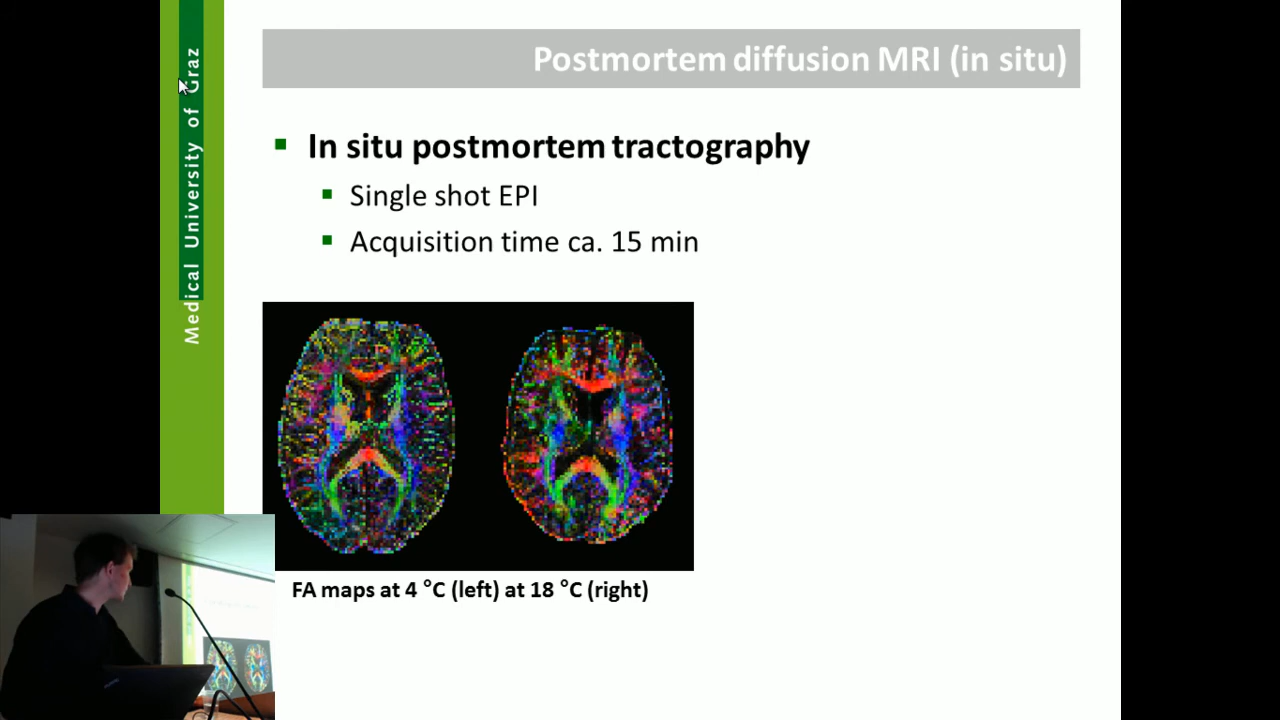 Postmortem diffusion MRI (in situ)
Medical University of Graz
In situ postmortem tractography
Single shot EPI
Acquisition time ca. 15 min
FA maps at 4 °C (left) at 18 °C (right)